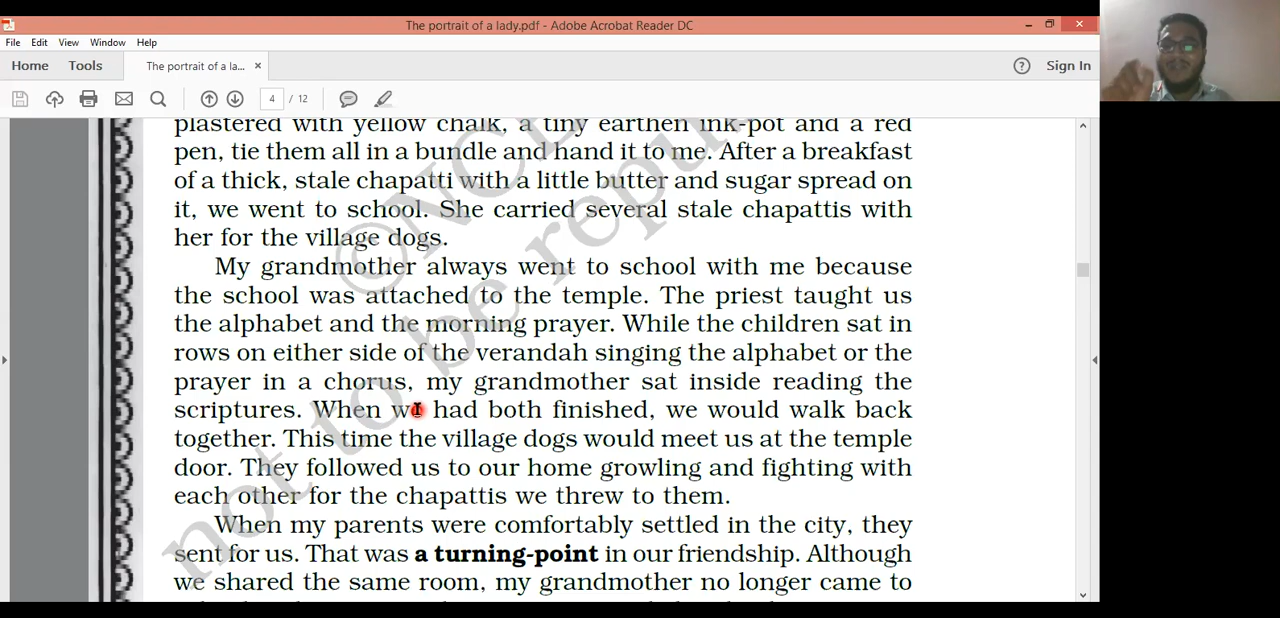 The portrait of a lady.pdf - Adobe Acrobat Reader DC
File Edit View Window Help
Home Tools The portrait of a la... × Sign In
4 / 12
plastered with yellow chalk, a tiny earthen ink-pot and a red
pen, tie them all in a bundle and hand it to me. After a breakfast
of a thick, stale chapatti with a little butter and sugar spread on
it, we went to school. She carried several stale chapattis with
her for the village dogs.
My grandmother always went to school with me because
the school was attached to the temple. The priest taught us
the alphabet and the morning prayer. While the children sat in
rows on either side of the verandah singing the alphabet or the
prayer in a chorus, my grandmother sat inside reading the
scriptures. When we had both finished, we would walk back
together. This time the village dogs would meet us at the temple
door. They followed us to our home growling and fighting with
each other for the chapattis we threw to them.
When my parents were comfortably settled in the city, they
sent for us. That was a turning-point in our friendship. Although
we shared the same room, my grandmother no longer came to
not to be repu